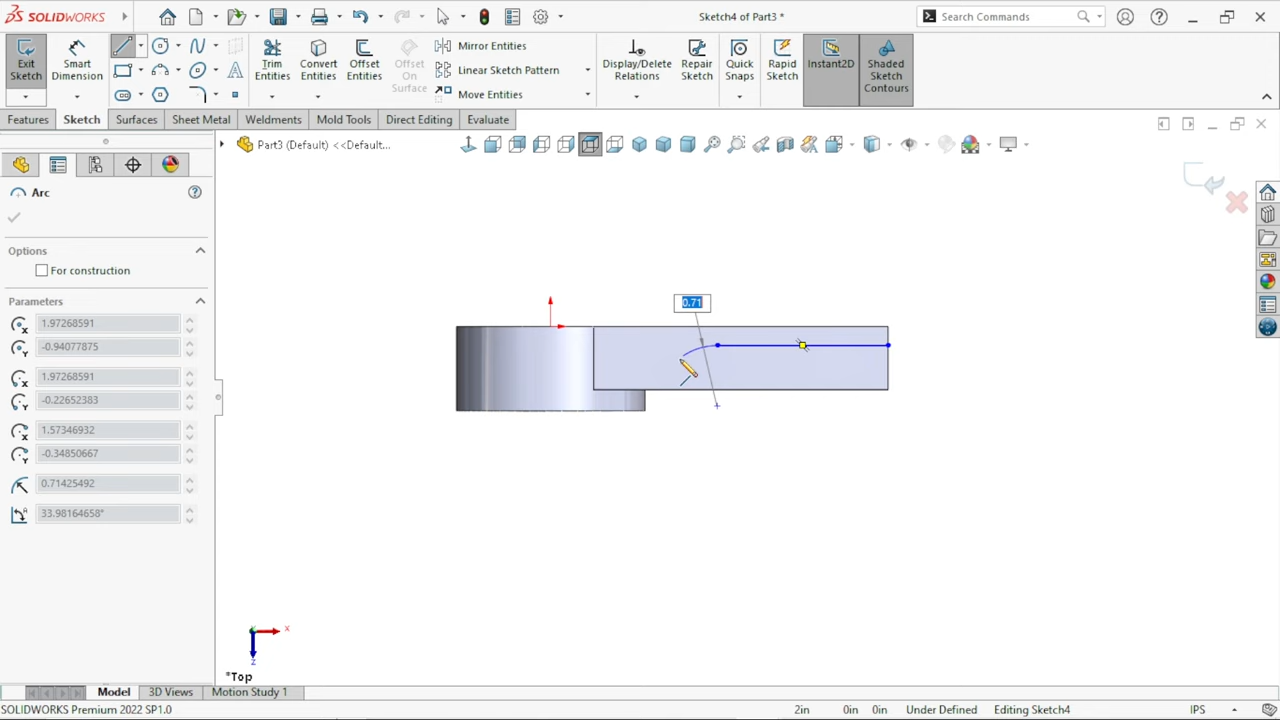 SOLIDWORKS
Sketch4 of Part3 *
Search Commands
Exit Sketch
Smart Dimension
Trim Entities
Convert Entities
Offset Entities
Offset On Surface
Mirror Entities
Linear Sketch Pattern
Move Entities
Display/Delete Relations
Repair Sketch
Quick Snaps
Rapid Sketch
Instant2D
Shaded Sketch Contours
Features
Sketch
Surfaces
Sheet Metal
Weldments
Mold Tools
Direct Editing
Evaluate
Part3 (Default) <<Default...
Arc
Options
For construction
Parameters
1.97268591
-0.94077875
1.97268591
-0.22652383
1.57346932
-0.34850667
0.71425492
33.98164658°
0.71
x
z
*Top
Model
3D Views
Motion Study 1
SOLIDWORKS Premium 2022 SP1.0
2in
0in
0in
Under Defined
Editing Sketch4
IPS